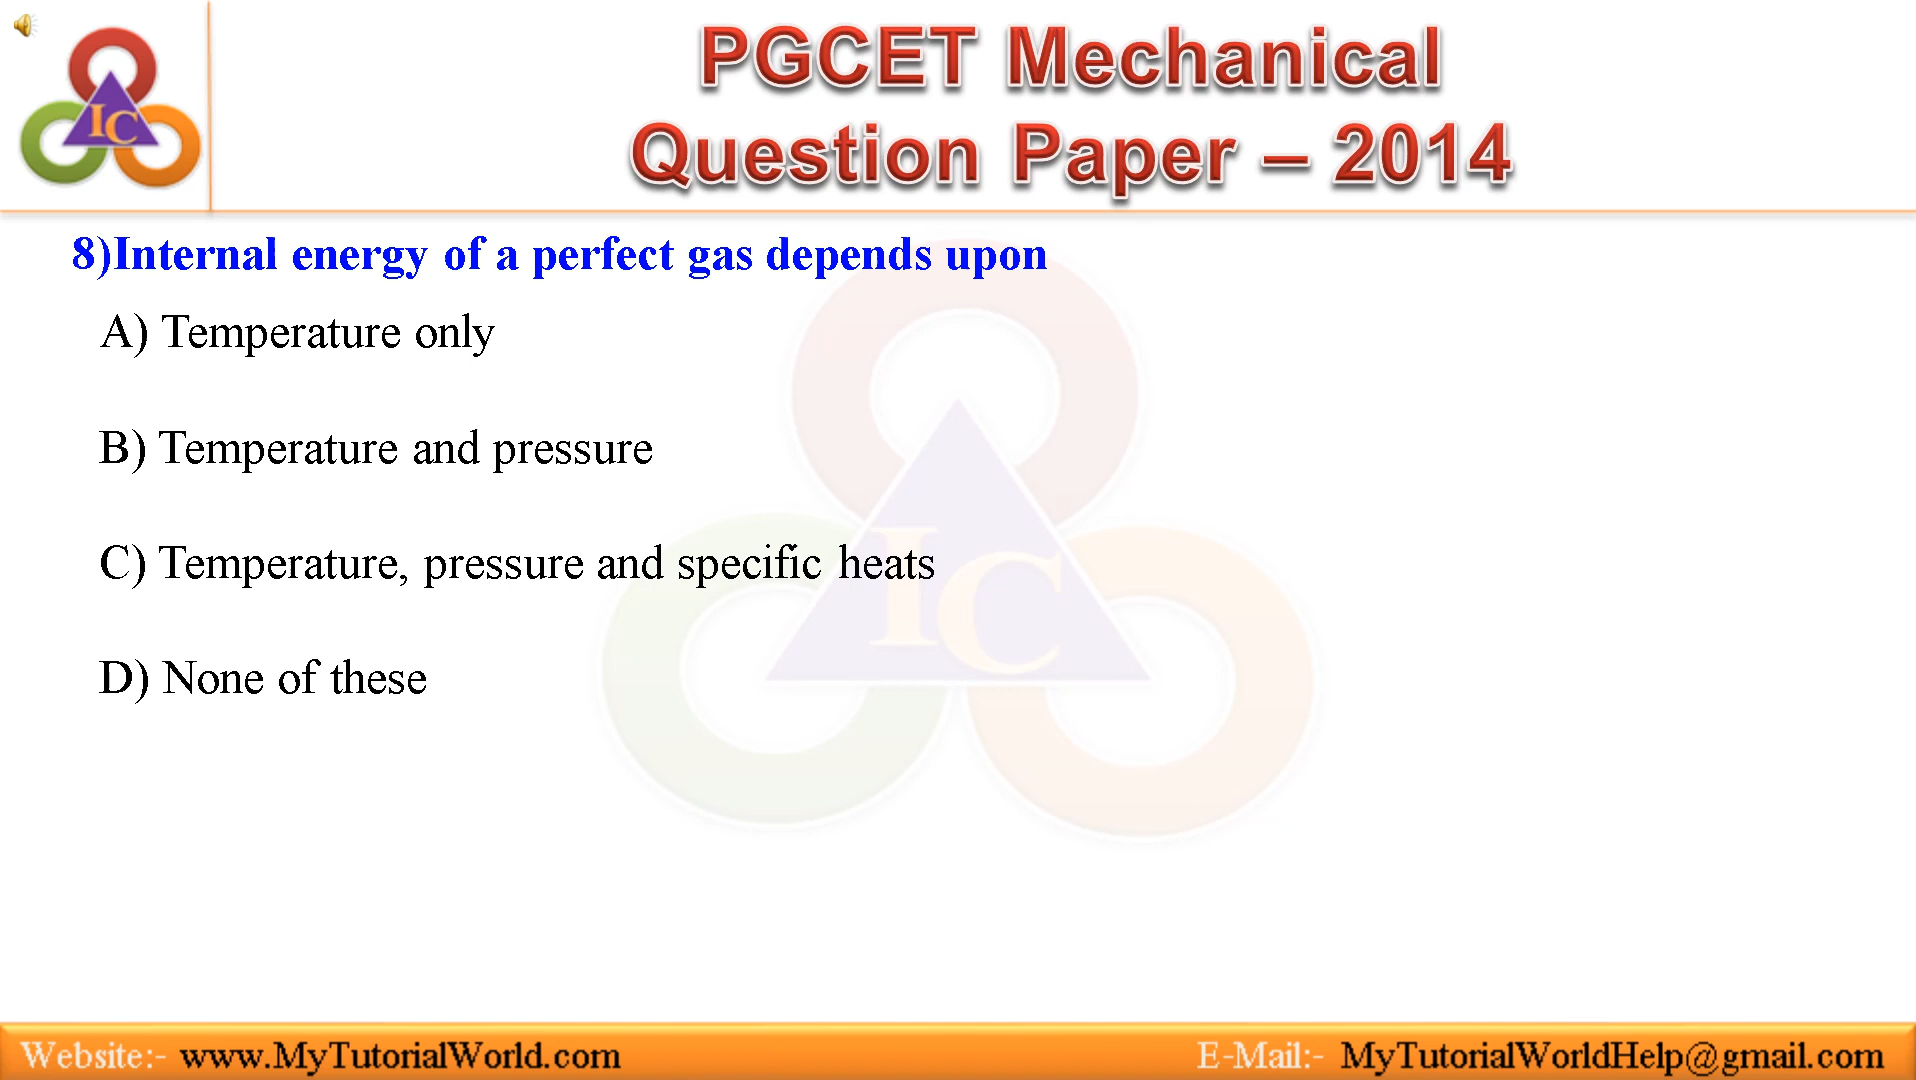 PGCET Mechanical
Question Paper – 2014
IC
8)Internal energy of a perfect gas depends upon
A) Temperature only
B) Temperature and pressure
C) Temperature, pressure and specific heats
D) None of these
IC
Website:- www.MyTutorialWorld.com
E-Mail:- MyTutorialWorldHelp@gmail.com